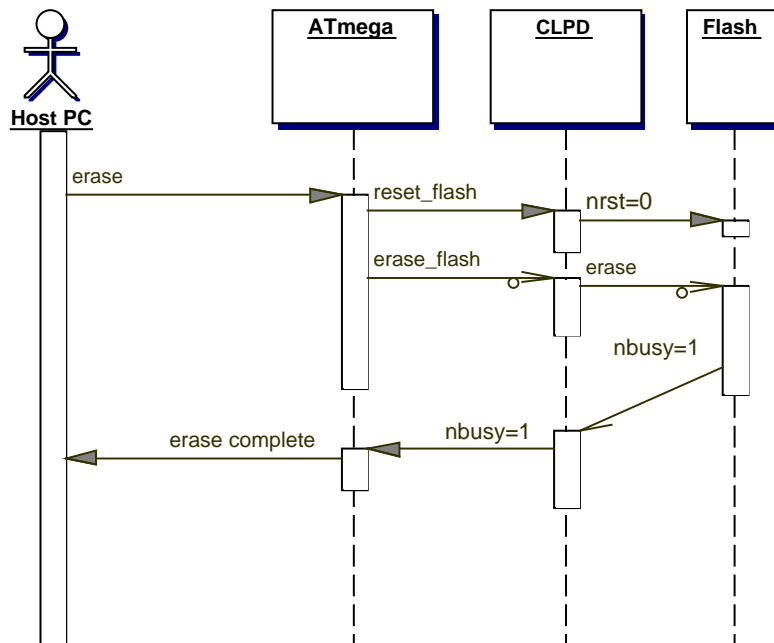 ATmega
CLPD
Flash
Host PC
erase
reset_flash
nrst=0
erase_flash
erase
nbusy=1
nbusy=1
erase complete